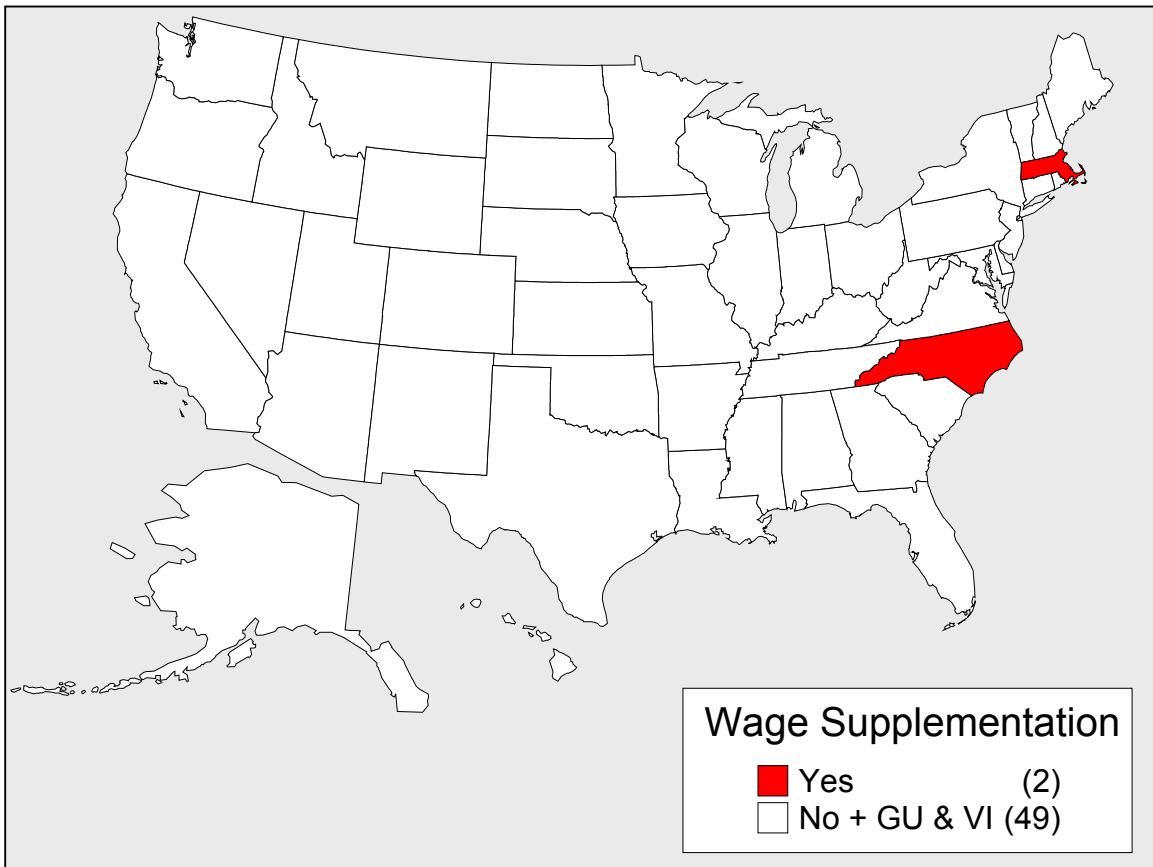 Wage Supplementation
Yes (2)
No + GU & VI (49)